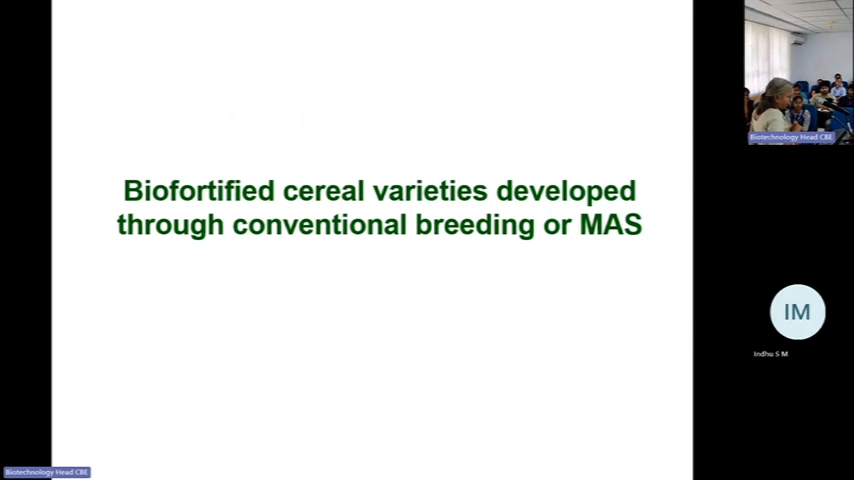 Biofortified cereal varieties developed
through conventional breeding or MAS
Biotechnology Head CBE
IM
Indhu S M
Biotechnology Head CBE